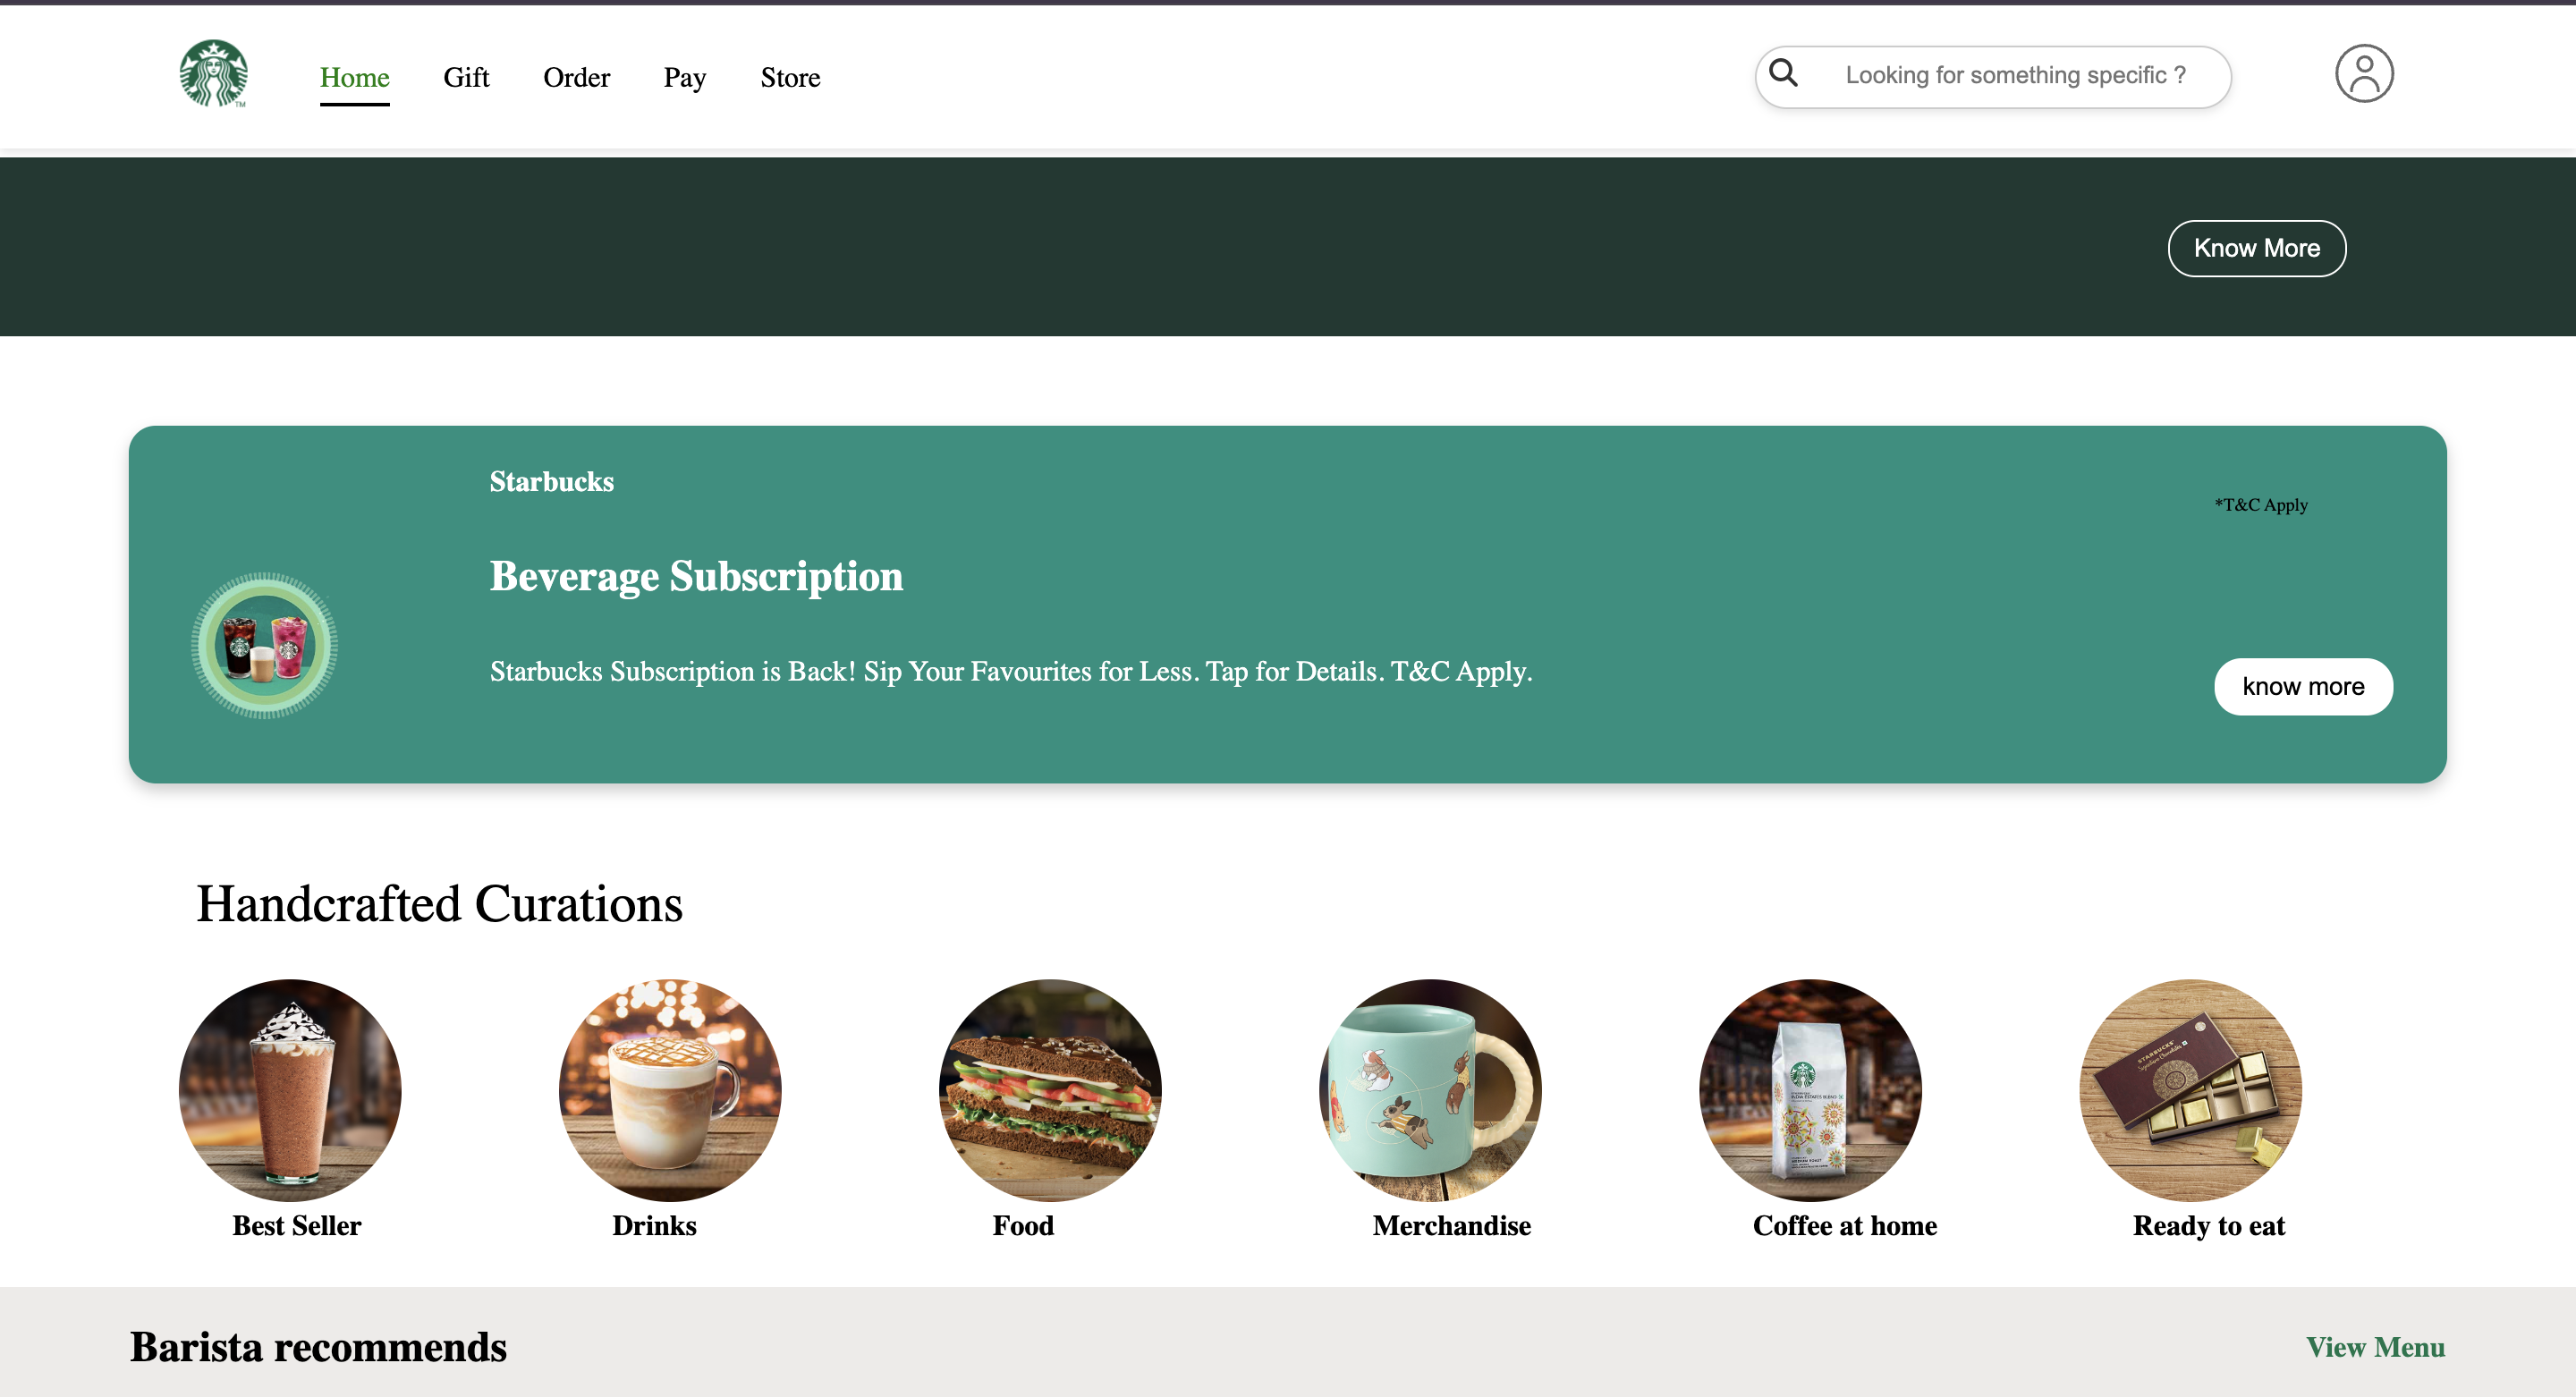 TM
Home Gift Order Pay Store Looking for something specific ?
Know More
Starbucks
*T&C Apply
Beverage Subscription
Starbucks Subscription is Back! Sip Your Favourites for Less. Tap for Details. T&C Apply.
know more
Handcrafted Curations
STARBUCKS
Best Seller Drinks Food Merchandise Coffee at home Ready to eat
Barista recommends View Menu